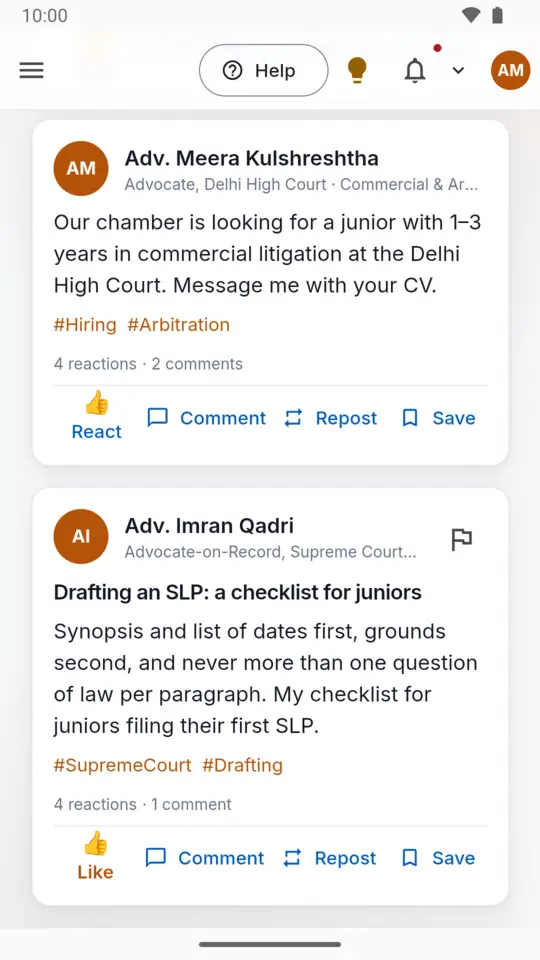 10:00
Help
AM
AM
Adv. Meera Kulshreshtha
Advocate, Delhi High Court · Commercial & Ar...
Our chamber is looking for a junior with 1–3
years in commercial litigation at the Delhi
High Court. Message me with your CV.
#Hiring #Arbitration
4 reactions · 2 comments
React
Comment
Repost
Save
AI
Adv. Imran Qadri
Advocate-on-Record, Supreme Court...
Drafting an SLP: a checklist for juniors
Synopsis and list of dates first, grounds
second, and never more than one question
of law per paragraph. My checklist for
juniors filing their first SLP.
#SupremeCourt #Drafting
4 reactions · 1 comment
Like
Comment
Repost
Save